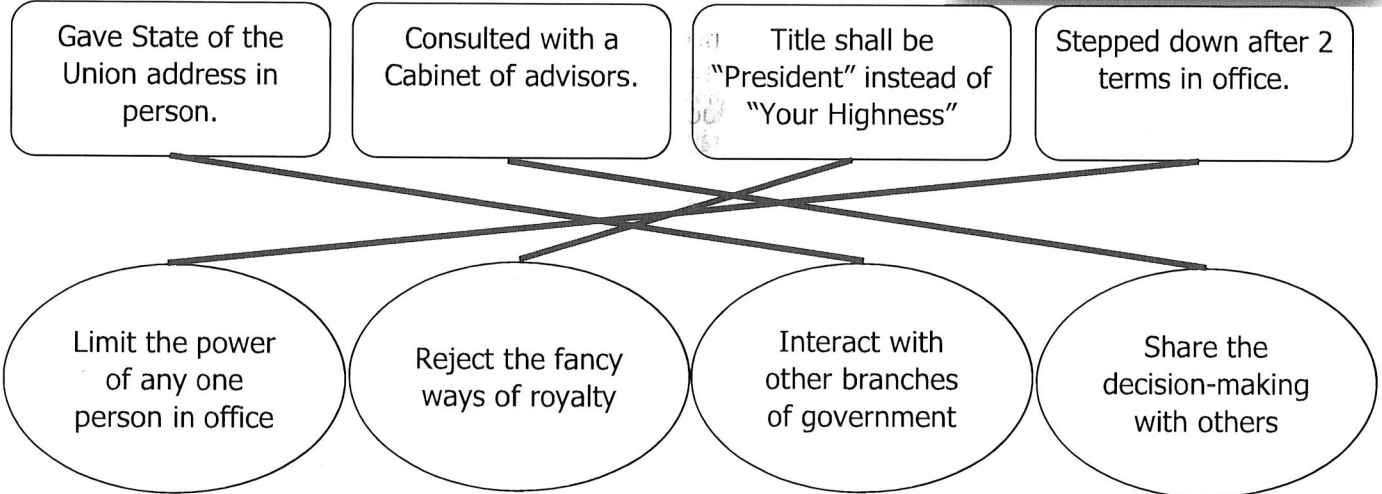 Gave State of the
Union address in
person.
Consulted with a
Cabinet of advisors.
Title shall be
“President” instead of
“Your Highness”
Stepped down after 2
terms in office.
Limit the power
of any one
person in office
Reject the fancy
ways of royalty
Interact with
other branches
of government
Share the
decision-making
with others